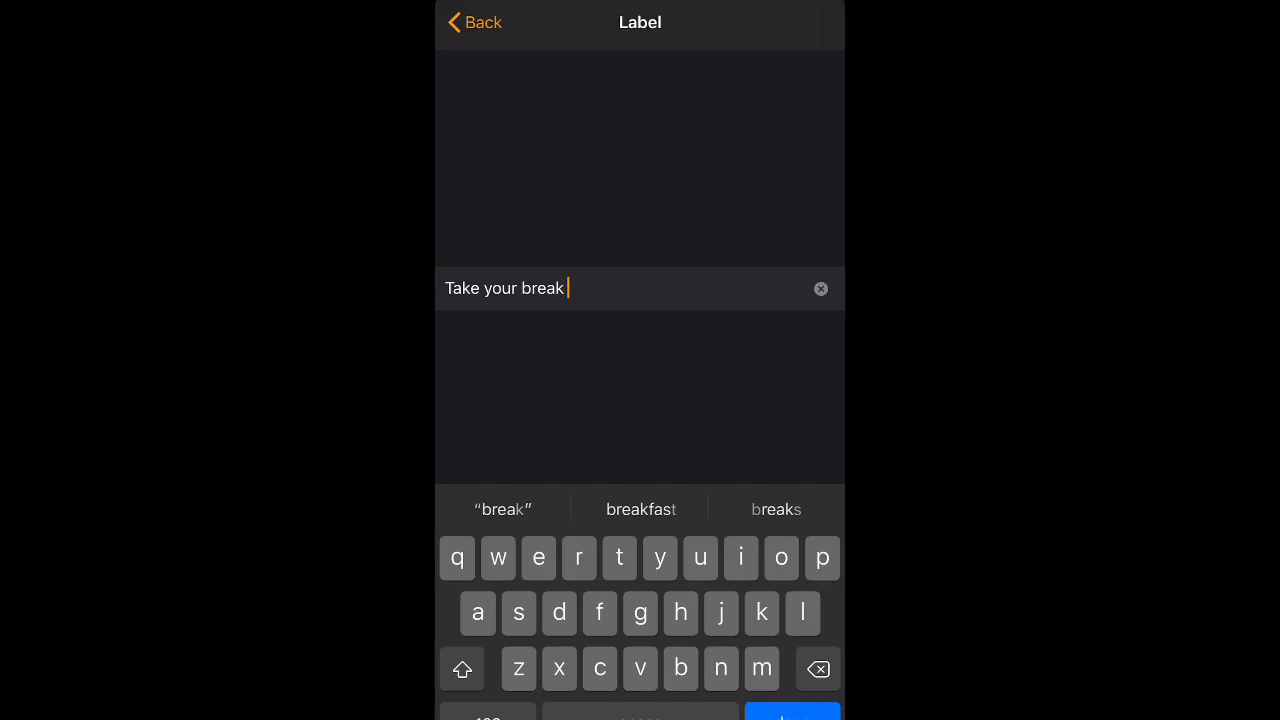 Back
Label
Take your break
“break” breakfast breaks
q w e r t y u i o p
a s d f g h j k l
z x c v b n m